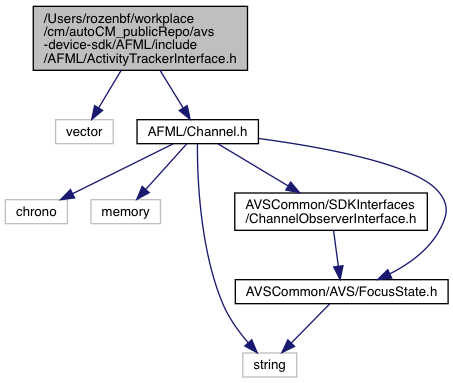 /Users/rozenbf/workplace
/cm/autoCM_publicRepo/avs
-device-sdk/AFML/include
/AFML/ActivityTrackerInterface.h
vector
AFML/Channel.h
chrono
memory
AVSCommon/SDKInterfaces
/ChannelObserverInterface.h
AVSCommon/AVS/FocusState.h
string